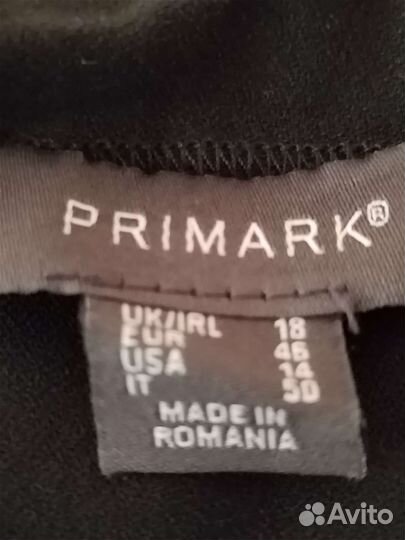 PRIMARK®
UK/IRL 18
EUR 46
USA 14
IT 50
MADE IN
ROMANIA
Avito